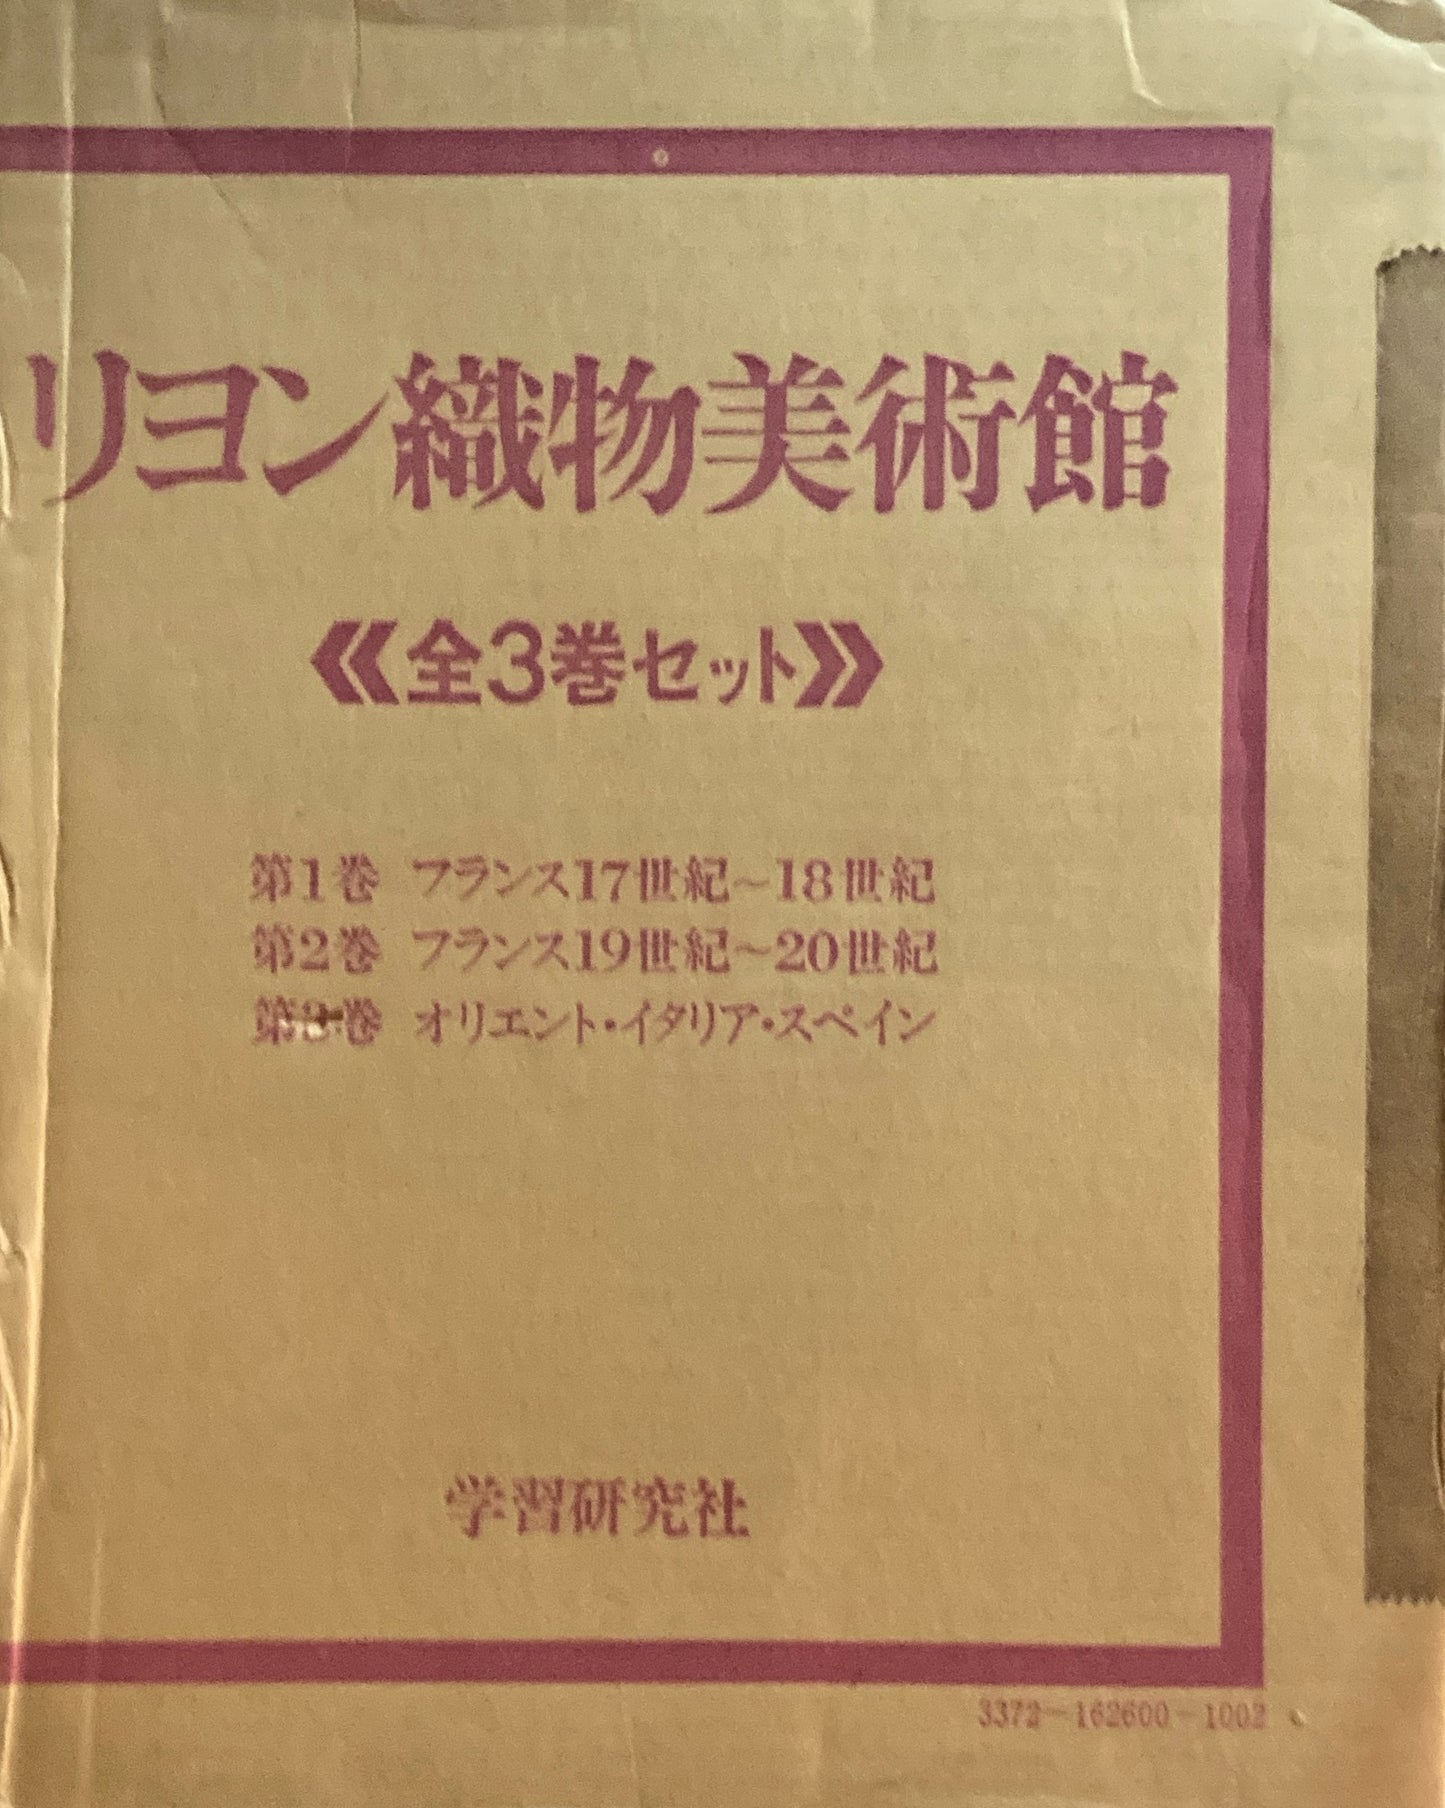 リヨン織物美術館
《全3巻セット》
第1巻 フランス17世紀～18世紀
第2巻 フランス19世紀～20世紀
第3巻 オリエント・イタリア・スペイン
学習研究社
3372－162600－1002